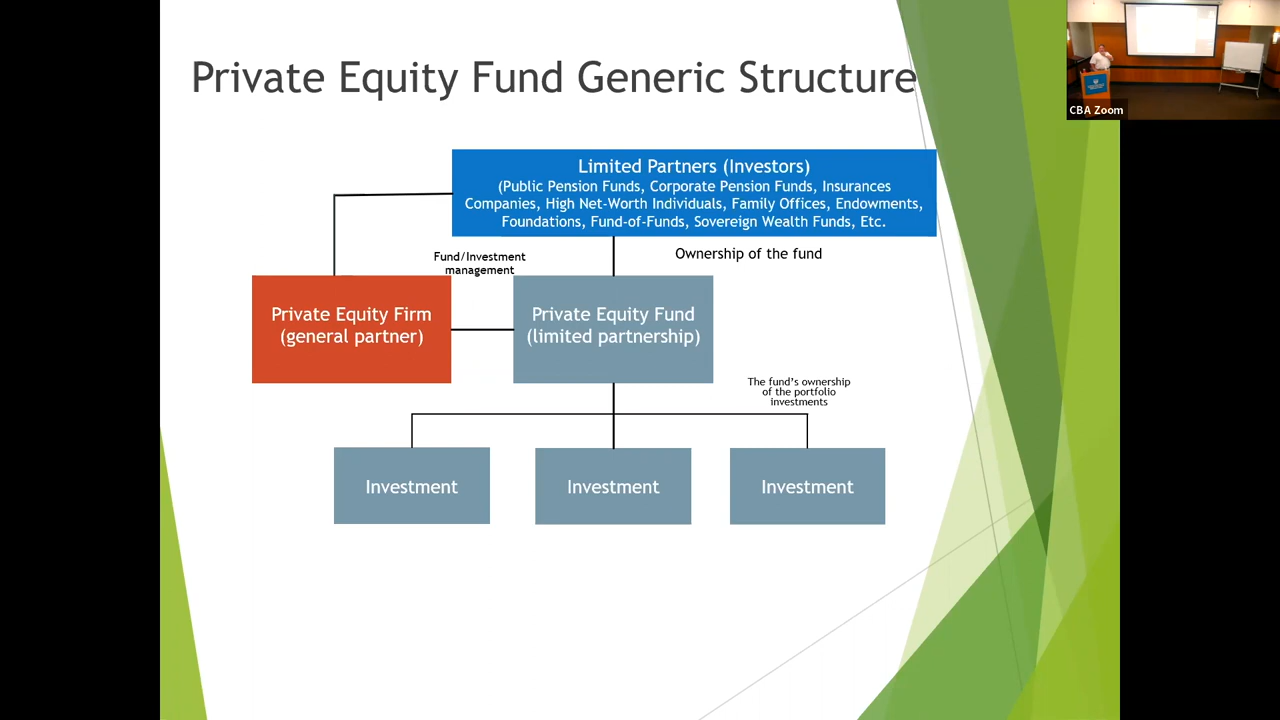 Private Equity Fund Generic Structure
CBA Zoom
Limited Partners (Investors)
(Public Pension Funds, Corporate Pension Funds, Insurances
Companies, High Net-Worth Individuals, Family Offices, Endowments,
Foundations, Fund-of-Funds, Sovereign Wealth Funds, Etc.
Fund/Investment
management
Ownership of the fund
Private Equity Firm
(general partner)
Private Equity Fund
(limited partnership)
The fund's ownership
of the portfolio
investments
Investment
Investment
Investment